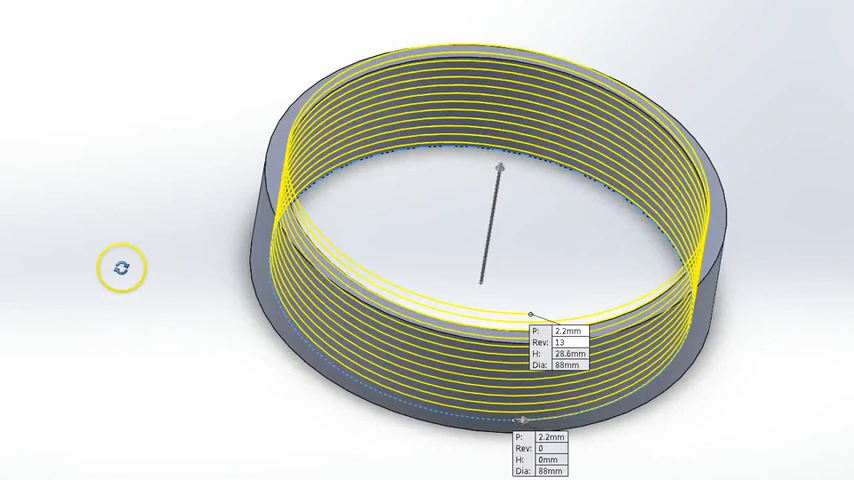 P: 2.2mm
Rev: 13
H: 28.6mm
Dia: 88mm
P: 2.2mm
Rev: 0
H: 0mm
Dia: 88mm